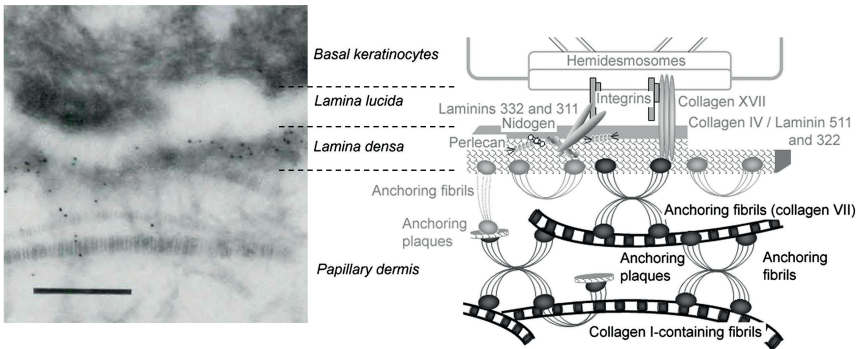 Basal keratinocytes
Lamina lucida
Lamina densa
Papillary dermis
Hemidesmosomes
Integrins
Collagen XVII
Laminins 332 and 311
Nidogen
Collagen IV / Laminin 511
and 322
Perlecan
Anchoring fibrils
Anchoring
plaques
Anchoring fibrils (collagen VII)
Anchoring
plaques
Anchoring
fibrils
Collagen I-containing fibrils